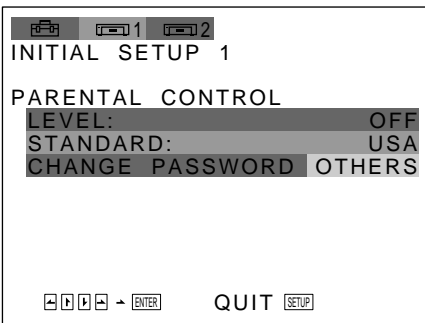 1 2
INITIAL SETUP 1
PARENTAL CONTROL
LEVEL: OFF
STANDARD: USA
CHANGE PASSWORD OTHERS
ENTER QUIT SETUP